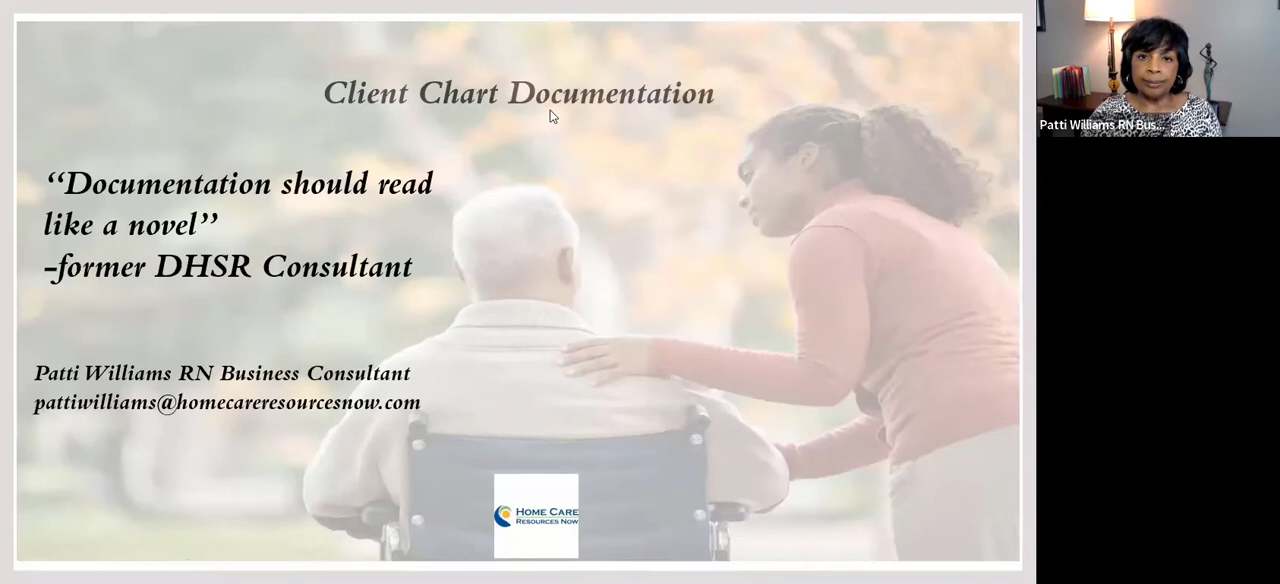 Client Chart Documentation
“Documentation should read
like a novel”
-former DHSR Consultant
Patti Williams RN Business Consultant
pattiwilliams@homecareresourcesnow.com
HOME CARE
RESOURCES NOW
Patti Williams RN Bus...